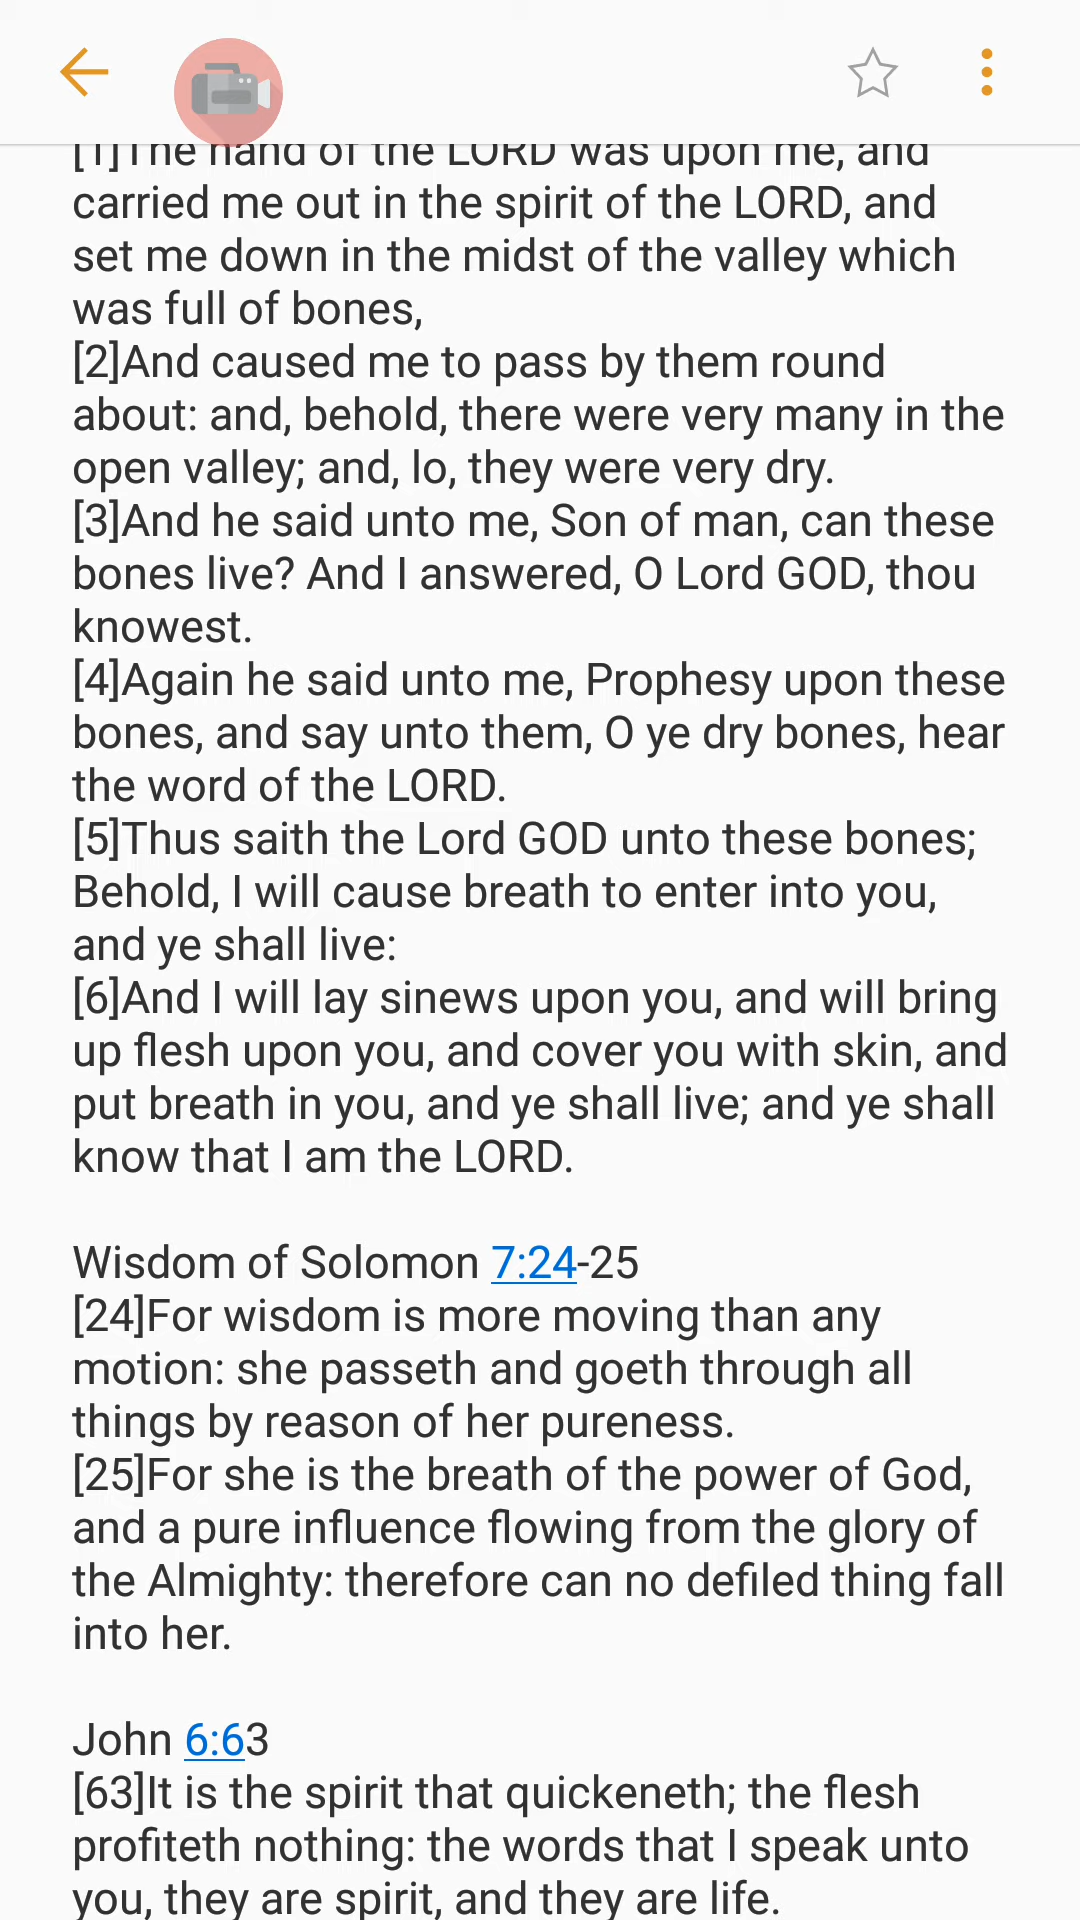 [1]The hand of the LORD was upon me, and
carried me out in the spirit of the LORD, and
set me down in the midst of the valley which
was full of bones,
[2]And caused me to pass by them round
about: and, behold, there were very many in the
open valley; and, lo, they were very dry.
[3]And he said unto me, Son of man, can these
bones live? And I answered, O Lord GOD, thou
knowest.
[4]Again he said unto me, Prophesy upon these
bones, and say unto them, O ye dry bones, hear
the word of the LORD.
[5]Thus saith the Lord GOD unto these bones;
Behold, I will cause breath to enter into you,
and ye shall live:
[6]And I will lay sinews upon you, and will bring
up flesh upon you, and cover you with skin, and
put breath in you, and ye shall live; and ye shall
know that I am the LORD.
Wisdom of Solomon 7:24-25
[24]For wisdom is more moving than any
motion: she passeth and goeth through all
things by reason of her pureness.
[25]For she is the breath of the power of God,
and a pure influence flowing from the glory of
the Almighty: therefore can no defiled thing fall
into her.
John 6:63
[63]It is the spirit that quickeneth; the flesh
profiteth nothing: the words that I speak unto
you, they are spirit, and they are life.